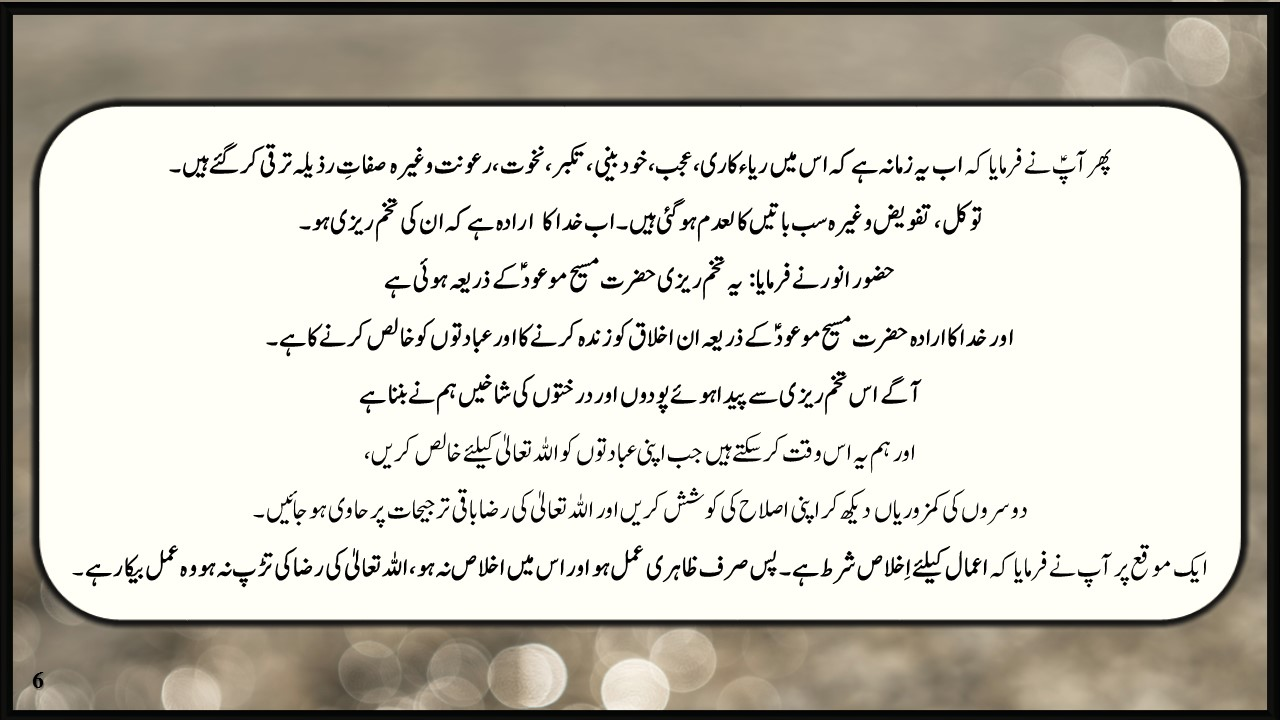 پھر آپؑ نے فرمایا کہ اب یہ زمانہ ہے کہ اس میں ریاءکاری، عجب، خود بینی، تکبر، نخوت، رعونت وغیرہ صفاتِ رذیلہ ترقی کر گئے ہیں۔
توکل، تفویض وغیرہ سب باتیں کالعدم ہوگئی ہیں۔ اب خدا کا ارادہ ہے کہ ان کی تخم ریزی ہو۔
حضور انور نے فرمایا: یہ تخم ریزی حضرت مسیح موعودؑ کے ذریعہ ہوئی ہے
اور خدا کا ارادہ حضرت مسیح موعودؑ کے ذریعہ ان اخلاق کو زندہ کرنے کا اور عبادتوں کو خالص کرنے کا ہے۔
آگے اس تخم ریزی سے پیدا ہوئے پودوں اور درختوں کی شاخیں ہم نے بننا ہے
اور ہم یہ اس وقت کرسکتے ہیں جب اپنی عبادتوں کو اللہ تعالیٰ کیلئے خالص کریں،
دوسروں کی کمزوریاں دیکھ کر اپنی اصلاح کی کوشش کریں اور اللہ تعالیٰ کی رضا باقی ترجیحات پر حاوی ہو جائیں۔
ایک موقع پر آپ نے فرمایا کہ اعمال کیلئے اِخلاص شرط ہے۔ پس صرف ظاہری عمل ہو اور اس میں اخلاص نہ ہو، اللہ تعالیٰ کی رضا کی تڑپ نہ ہو وہ عمل بیکار ہے۔
6